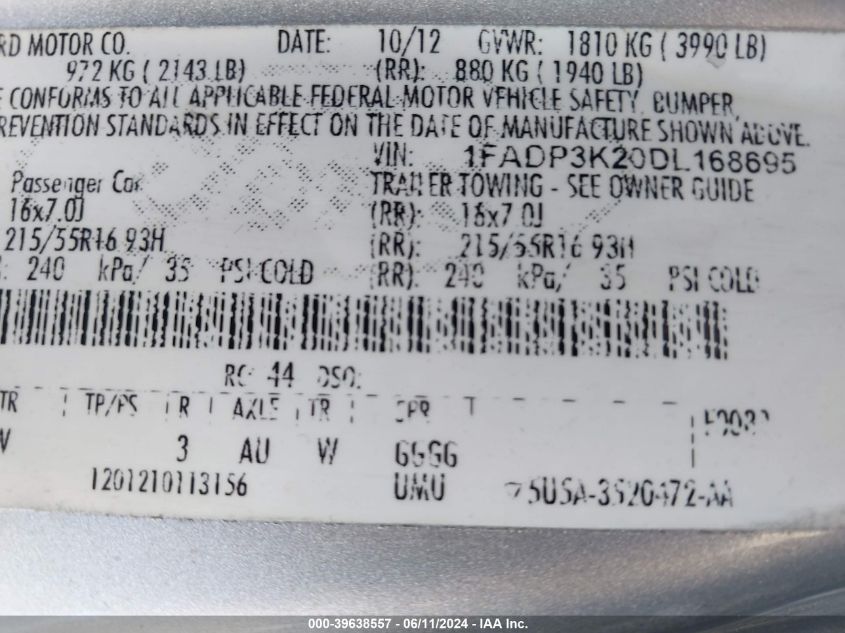 RD MOTOR CO. DATE: 10/12 GVWR: 1810 KG ( 3990 LB)
972 KG ( 2143 LB) (RR): 880 KG ( 1940 LB)
E CONFORMS TO ALL APPLICABLE FEDERAL MOTOR VEHICLE SAFETY, BUMPER,
REVENTION STANDARDS IN EFFECT ON THE DATE OF MANUFACTURE SHOWN ABOVE.
VIN: 1FADP3K20DL168695
Passenger Car TRAILER TOWING - SEE OWNER GUIDE
16x7.0J (RR): 16x7.0J
215/55R16 93H (RR): 215/55R16 93H
: 240 kPa/ 35 PSI COLD (RR): 240 kPa/ 35 PSI COLD
RC: 44 DSO:
TR TP/PS R AXLE TR SPR
W 3 AU W GGGG
1201210113156 UMU 5USA-3520472-AA
000-39638557 - 06/11/2024 - IAA Inc.